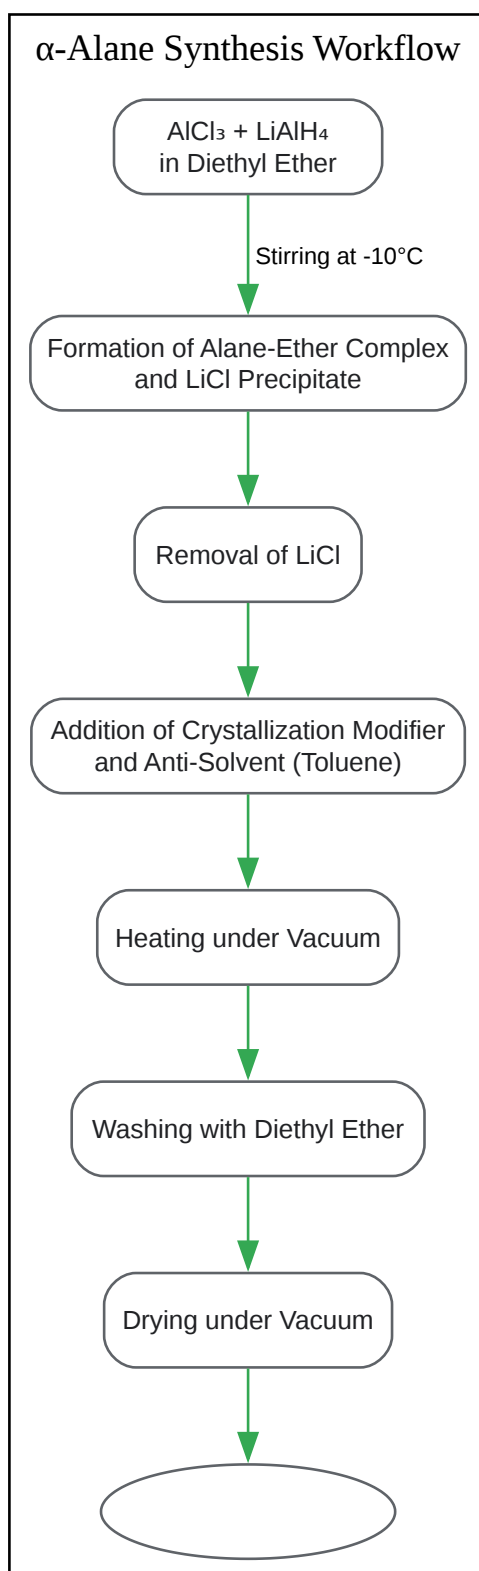 α-Alane Synthesis Workflow
AlCl₃ + LiAlH₄
in Diethyl Ether
Stirring at -10°C
Formation of Alane-Ether Complex
and LiCl Precipitate
Removal of LiCl
Addition of Crystallization Modifier
and Anti-Solvent (Toluene)
Heating under Vacuum
Washing with Diethyl Ether
Drying under Vacuum